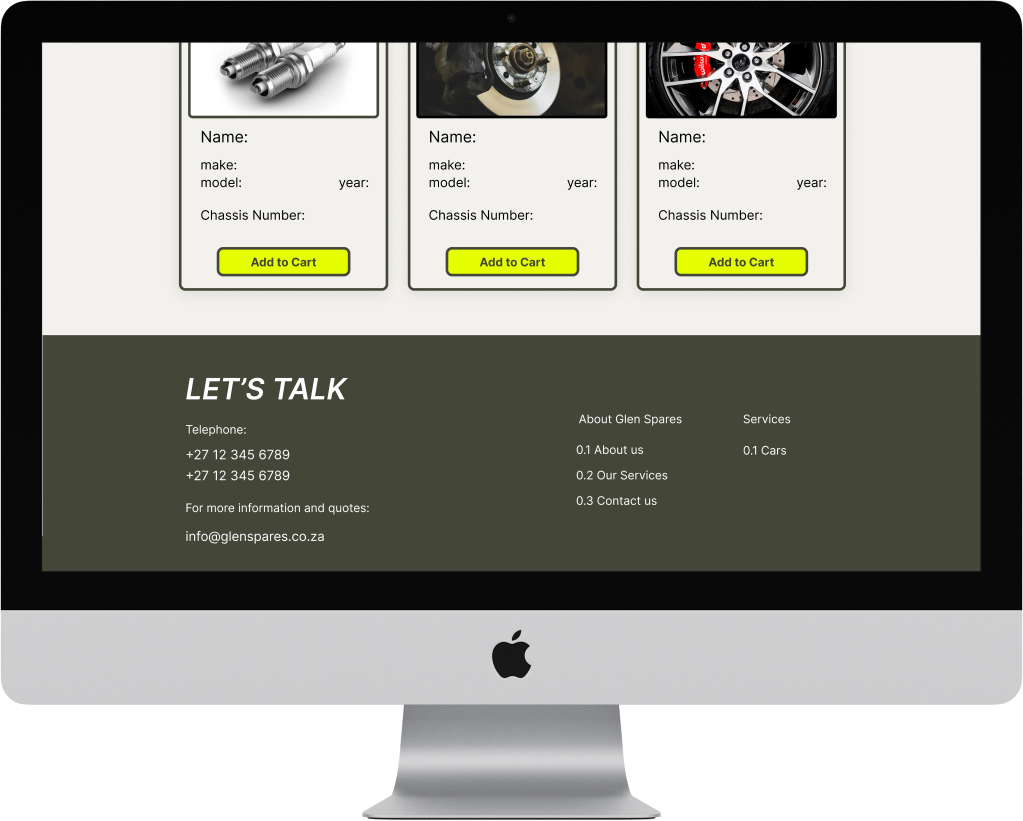 Name:
make:
model: year:
Chassis Number:
Add to Cart
Name:
make:
model: year:
Chassis Number:
Add to Cart
wilwood
Name:
make:
model: year:
Chassis Number:
Add to Cart
LET’S TALK
Telephone:
+27 12 345 6789
+27 12 345 6789
For more information and quotes:
info@glenspares.co.za
About Glen Spares
0.1 About us
0.2 Our Services
0.3 Contact us
Services
0.1 Cars